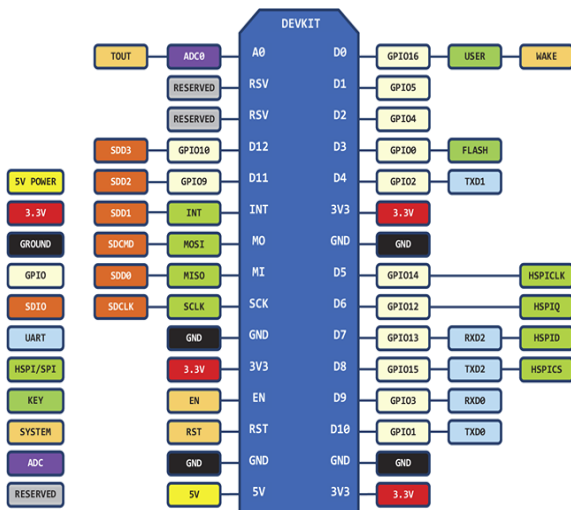 DEVKIT
TOUT ADC0 A0 D0 GPIO16 USER WAKE
RESERVED RSV D1 GPIO5
RESERVED RSV D2 GPIO4
SDD3 GPIO10 D12 D3 GPIO0 FLASH
5V POWER SDD2 GPIO9 D11 D4 GPIO2 TXD1
3.3V SDD1 INT INT 3V3 3.3V
GROUND SDCMD MOSI MO GND GND
GPIO SDD0 MISO MI D5 GPIO14 HSPICLK
SDIO SDCLK SCLK SCK D6 GPIO12 HSPIQ
UART GND GND D7 GPIO13 RXD2 HSPID
HSPI/SPI 3.3V 3V3 D8 GPIO15 TXD2 HSPICS
KEY EN EN D9 GPIO3 RXD0
SYSTEM RST RST D10 GPIO1 TXD0
ADC GND GND GND GND
RESERVED 5V 5V 3V3 3.3V